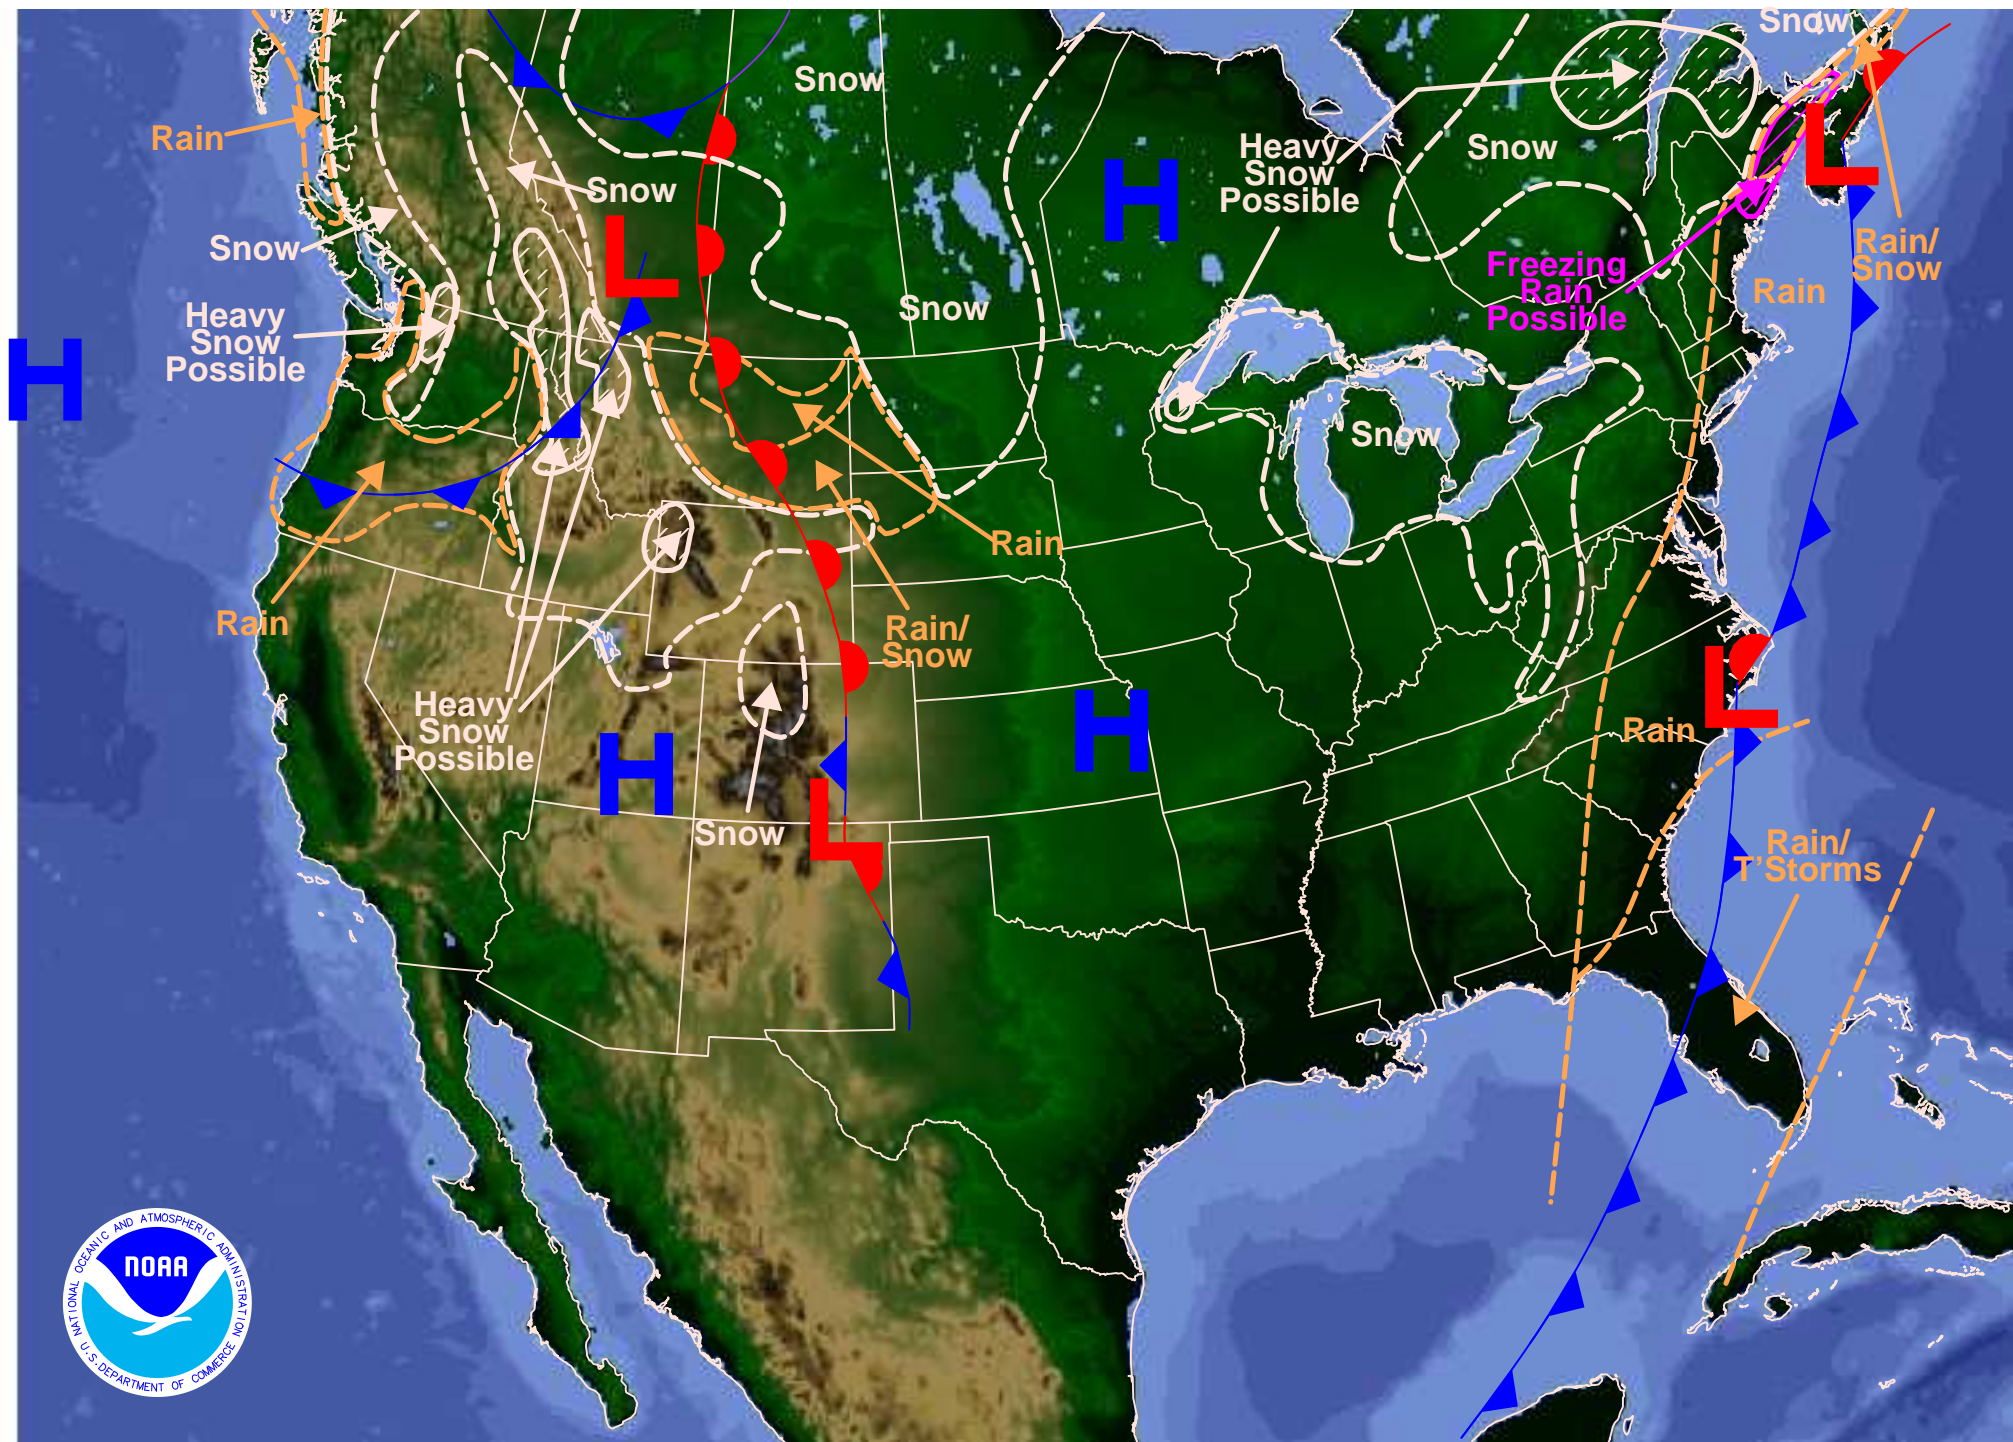 Snow
Snow
Rain
Heavy
Snow
Possible
Snow
Snow
Rain/
Snow
Snow
Freezing
Rain
Possible
Rain
H
L
L
Snow
Heavy
Snow
Possible
H
Snow
Rain
Rain
Rain/
Snow
L
Heavy
Snow
Possible
H
H
Rain
Snow
L
Rain/
T'Storms
NATIONAL OCEANIC AND ATMOSPHERIC ADMINISTRATION
NOAA
U.S. DEPARTMENT OF COMMERCE